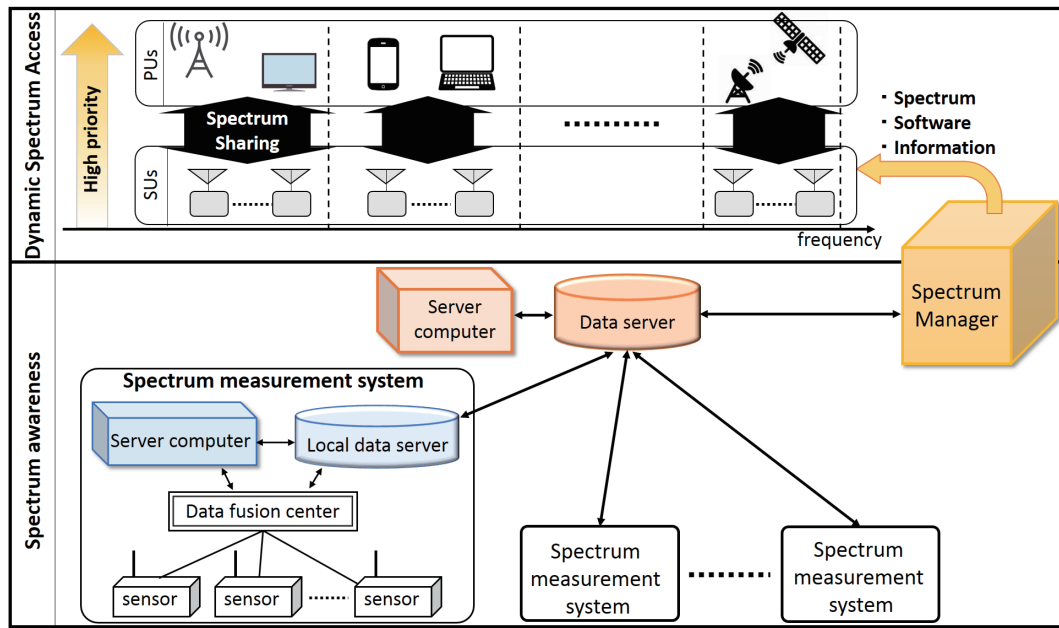 Dynamic Spectrum Access
High priority
PUs
Spectrum
Sharing
SUs
frequency
▪ Spectrum
▪ Software
▪ Information
Spectrum
Manager
Spectrum awareness
Server
computer
Data server
Spectrum measurement system
Server computer
Local data server
Data fusion center
sensor
sensor
sensor
Spectrum
measurement
system
Spectrum
measurement
system